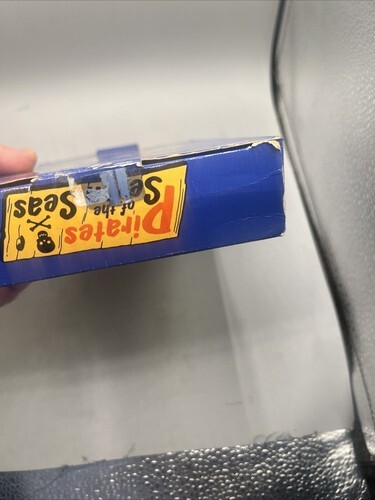 Pirates
of the
Seas